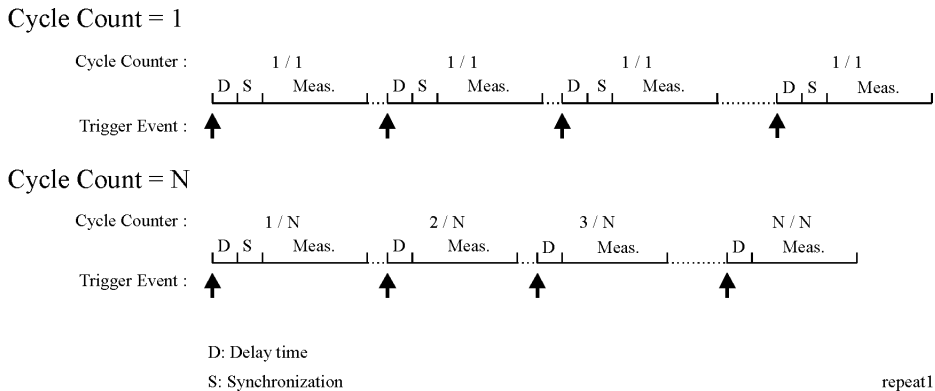 Cycle Count = 1
Cycle Counter : 1 / 1 1 / 1 1 / 1 1 / 1
D S Meas. D S Meas. D S Meas. D S Meas.
Trigger Event :
Cycle Count = N
Cycle Counter : 1 / N 2 / N 3 / N N / N
D S Meas. D Meas. D Meas. D Meas.
Trigger Event :
D: Delay time
S: Synchronization repeat1